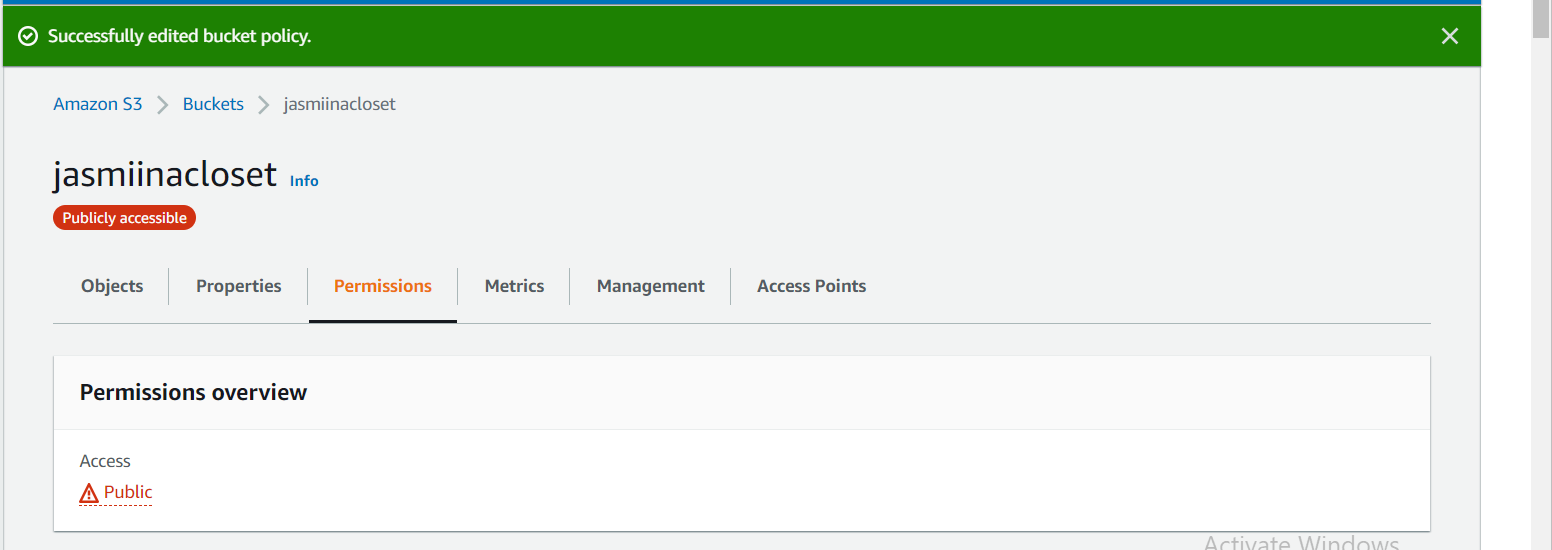 Successfully edited bucket policy.
Amazon S3 Buckets jasmiinacloset
jasmiinacloset Info
Publicly accessible
Objects Properties Permissions Metrics Management Access Points
Permissions overview
Access
Public
Activate Windows